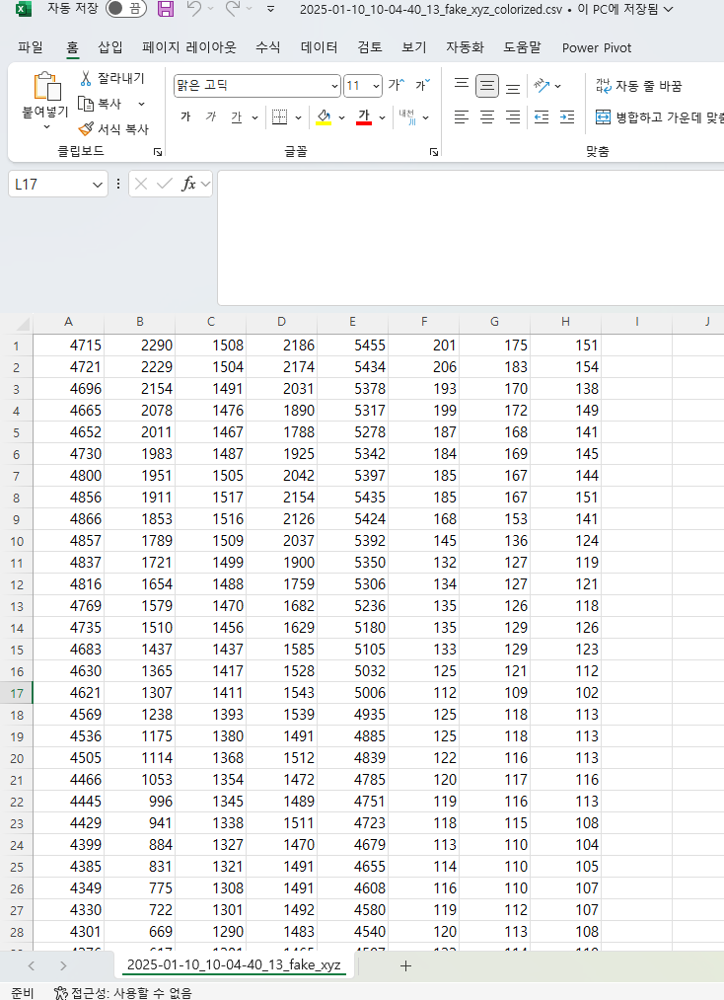 자동 저장 끔 2025-01-10_10-04-40_13_fake_xyz_colorized.csv • 이 PC에 저장됨
파일 홈 삽입 페이지 레이아웃 수식 데이터 검토 보기 자동화 도움말 Power Pivot
붙여넣기 잘라내기 맑은 고딕 11 가 가 가나 자동 줄 바꿈
복사 가 가 가 가 내천 병합하고 가운데
서식 복사
클립보드 글꼴 맞춤
L17 fx
A B C D E F G H I J
1 4715 2290 1508 2186 5455 201 175 151
2 4721 2229 1504 2174 5434 206 183 154
3 4696 2154 1491 2031 5378 193 170 138
4 4665 2078 1476 1890 5317 199 172 149
5 4652 2011 1467 1788 5278 187 168 141
6 4730 1983 1487 1925 5342 184 169 145
7 4800 1951 1505 2042 5397 185 167 144
8 4856 1911 1517 2154 5435 185 167 151
9 4866 1853 1516 2126 5424 168 153 141
10 4857 1789 1509 2037 5392 145 136 124
11 4837 1721 1499 1900 5350 132 127 119
12 4816 1654 1488 1759 5306 134 127 121
13 4769 1579 1470 1682 5236 135 126 118
14 4735 1510 1456 1629 5180 135 129 126
15 4683 1437 1437 1585 5105 133 129 123
16 4630 1365 1417 1528 5032 125 121 112
17 4621 1307 1411 1543 5006 112 109 102
18 4569 1238 1393 1539 4935 125 118 113
19 4536 1175 1380 1491 4885 125 118 113
20 4505 1114 1368 1512 4839 122 116 113
21 4466 1053 1354 1472 4785 120 117 116
22 4445 996 1345 1489 4751 119 116 113
23 4429 941 1338 1511 4723 118 115 108
24 4399 884 1327 1470 4679 113 110 104
25 4385 831 1321 1491 4655 114 110 105
26 4349 775 1308 1491 4608 116 110 107
27 4330 722 1301 1492 4580 119 112 107
28 4301 669 1290 1483 4540 120 113 108
2025-01-10_10-04-40_13_fake_xyz
준비 접근성: 사용할 수 없음